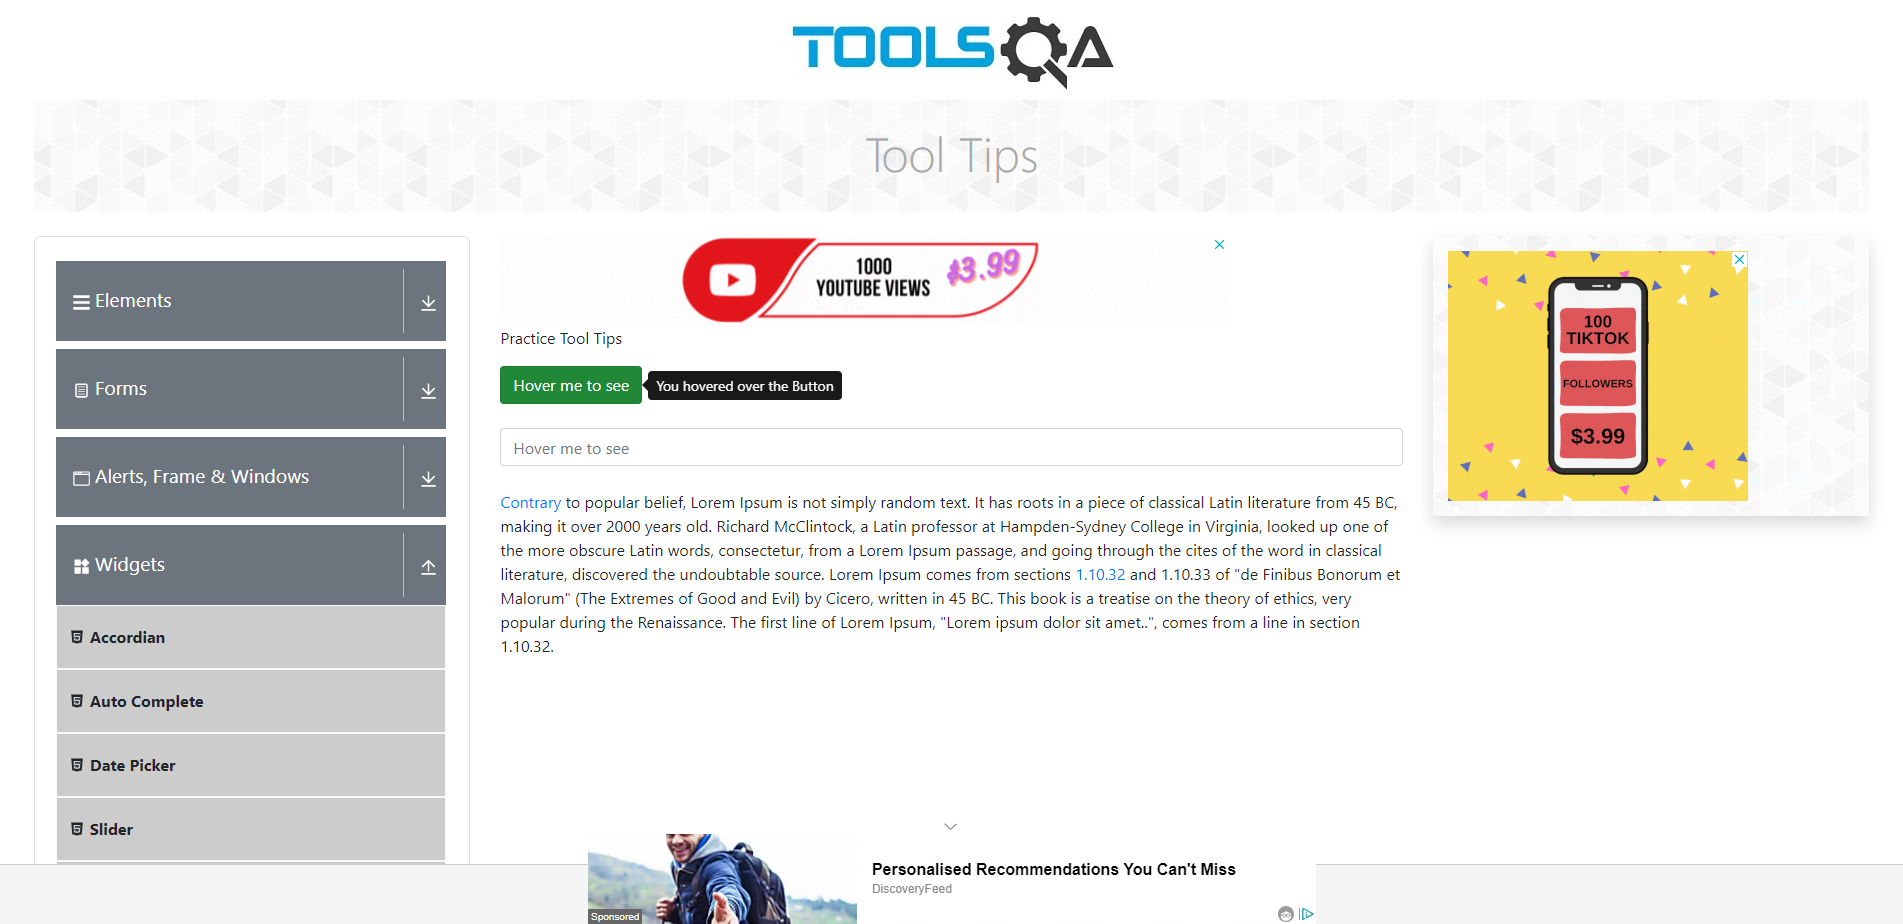 TOOLSQA
Tool Tips
Elements
Forms
Alerts, Frame & Windows
Widgets
Accordian
Auto Complete
Date Picker
Slider
1000
YOUTUBE VIEWS
$3.99
Practice Tool Tips
Hover me to see
You hovered over the Button
Hover me to see
Contrary to popular belief, Lorem Ipsum is not simply random text. It has roots in a piece of classical Latin literature from 45 BC,
making it over 2000 years old. Richard McClintock, a Latin professor at Hampden-Sydney College in Virginia, looked up one of
the more obscure Latin words, consectetur, from a Lorem Ipsum passage, and going through the cites of the word in classical
literature, discovered the undoubtable source. Lorem Ipsum comes from sections 1.10.32 and 1.10.33 of "de Finibus Bonorum et
Malorum" (The Extremes of Good and Evil) by Cicero, written in 45 BC. This book is a treatise on the theory of ethics, very
popular during the Renaissance. The first line of Lorem Ipsum, "Lorem ipsum dolor sit amet..", comes from a line in section
1.10.32.
100
TIKTOK
FOLLOWERS
$3.99
Sponsored
Personalised Recommendations You Can't Miss
DiscoveryFeed